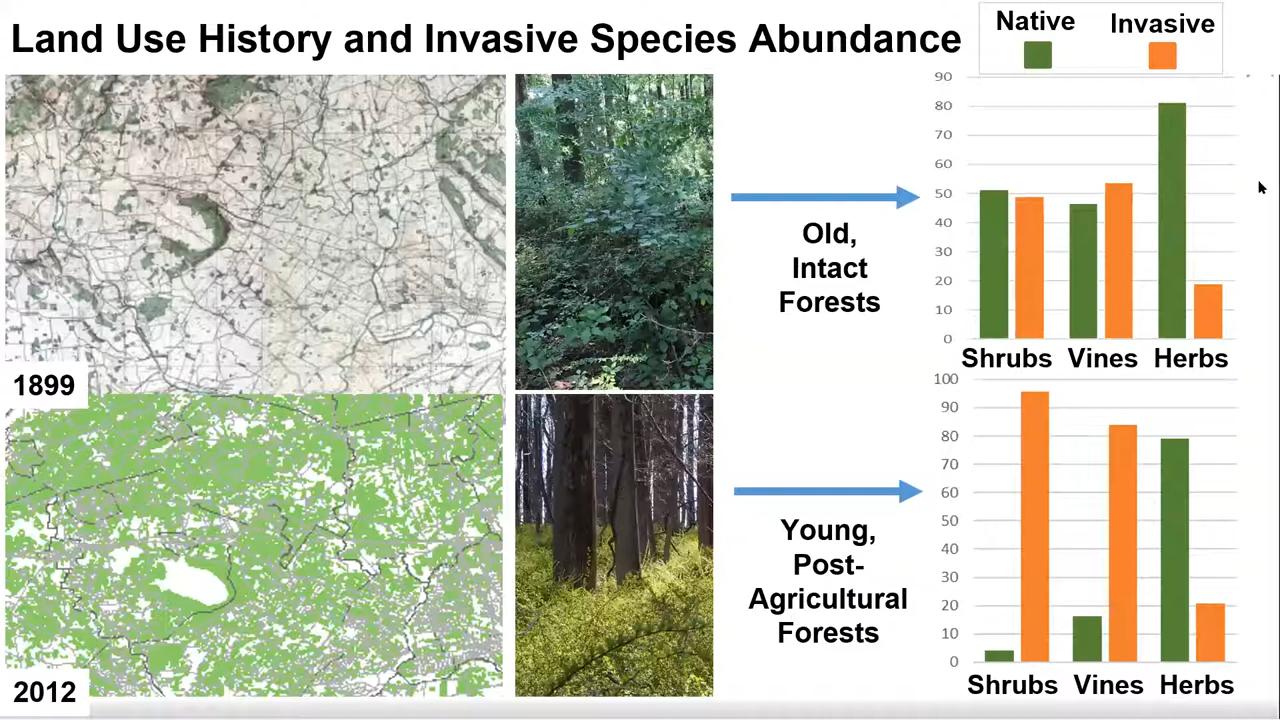 Land Use History and Invasive Species Abundance
Native Invasive
1899
2012
Old,
Intact
Forests
Young,
Post-
Agricultural
Forests
90
80
70
60
50
40
30
20
10
0
Shrubs Vines Herbs
100
90
80
70
60
50
40
30
20
10
0
Shrubs Vines Herbs